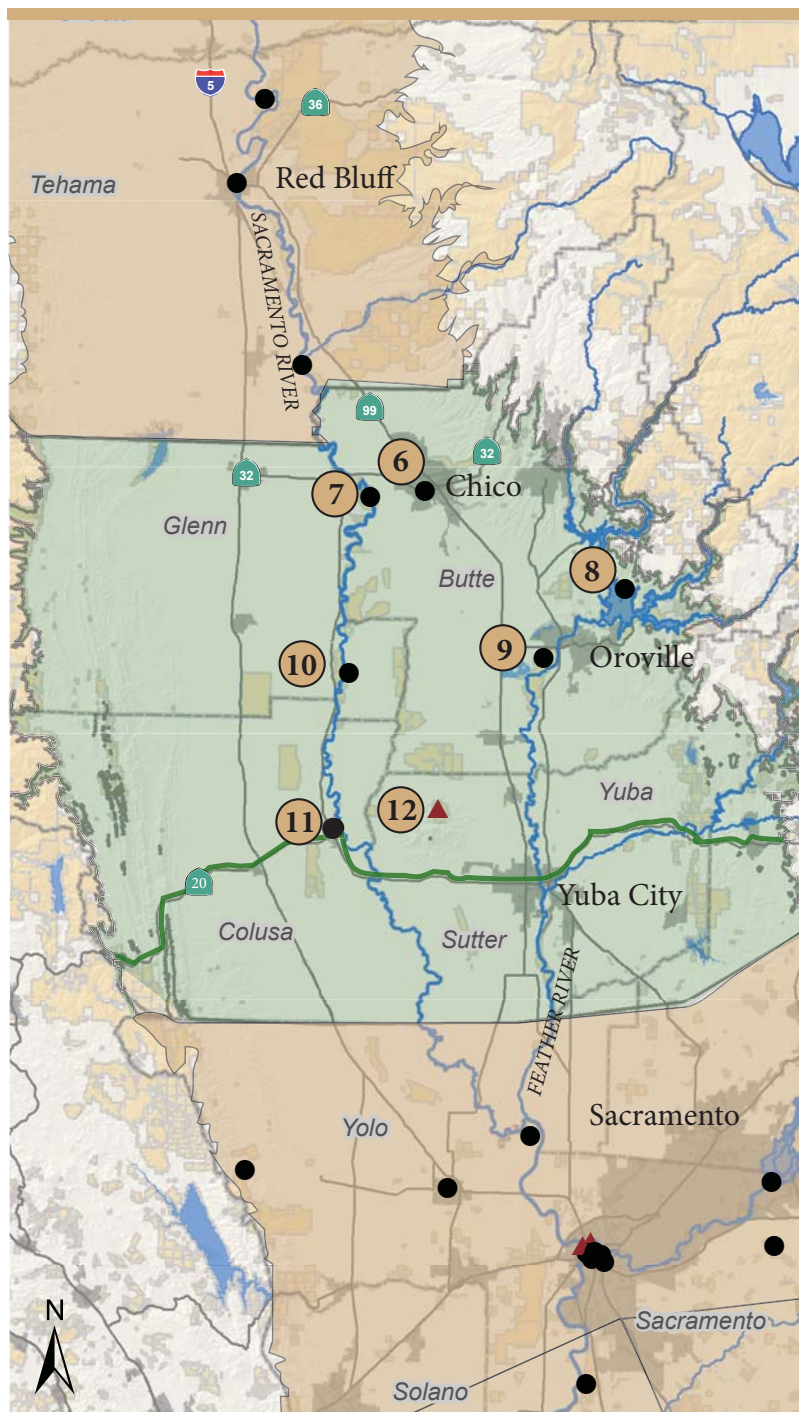 5
36
Red Bluff
Tehama
SACRAMENTO RIVER
99
6
32
32
7
Chico
Glenn
Butte
8
9
Oroville
10
Yuba
12
11
20
Yuba City
Colusa
Sutter
FEATHER RIVER
Sacramento
Yolo
N
Sacramento
Solano